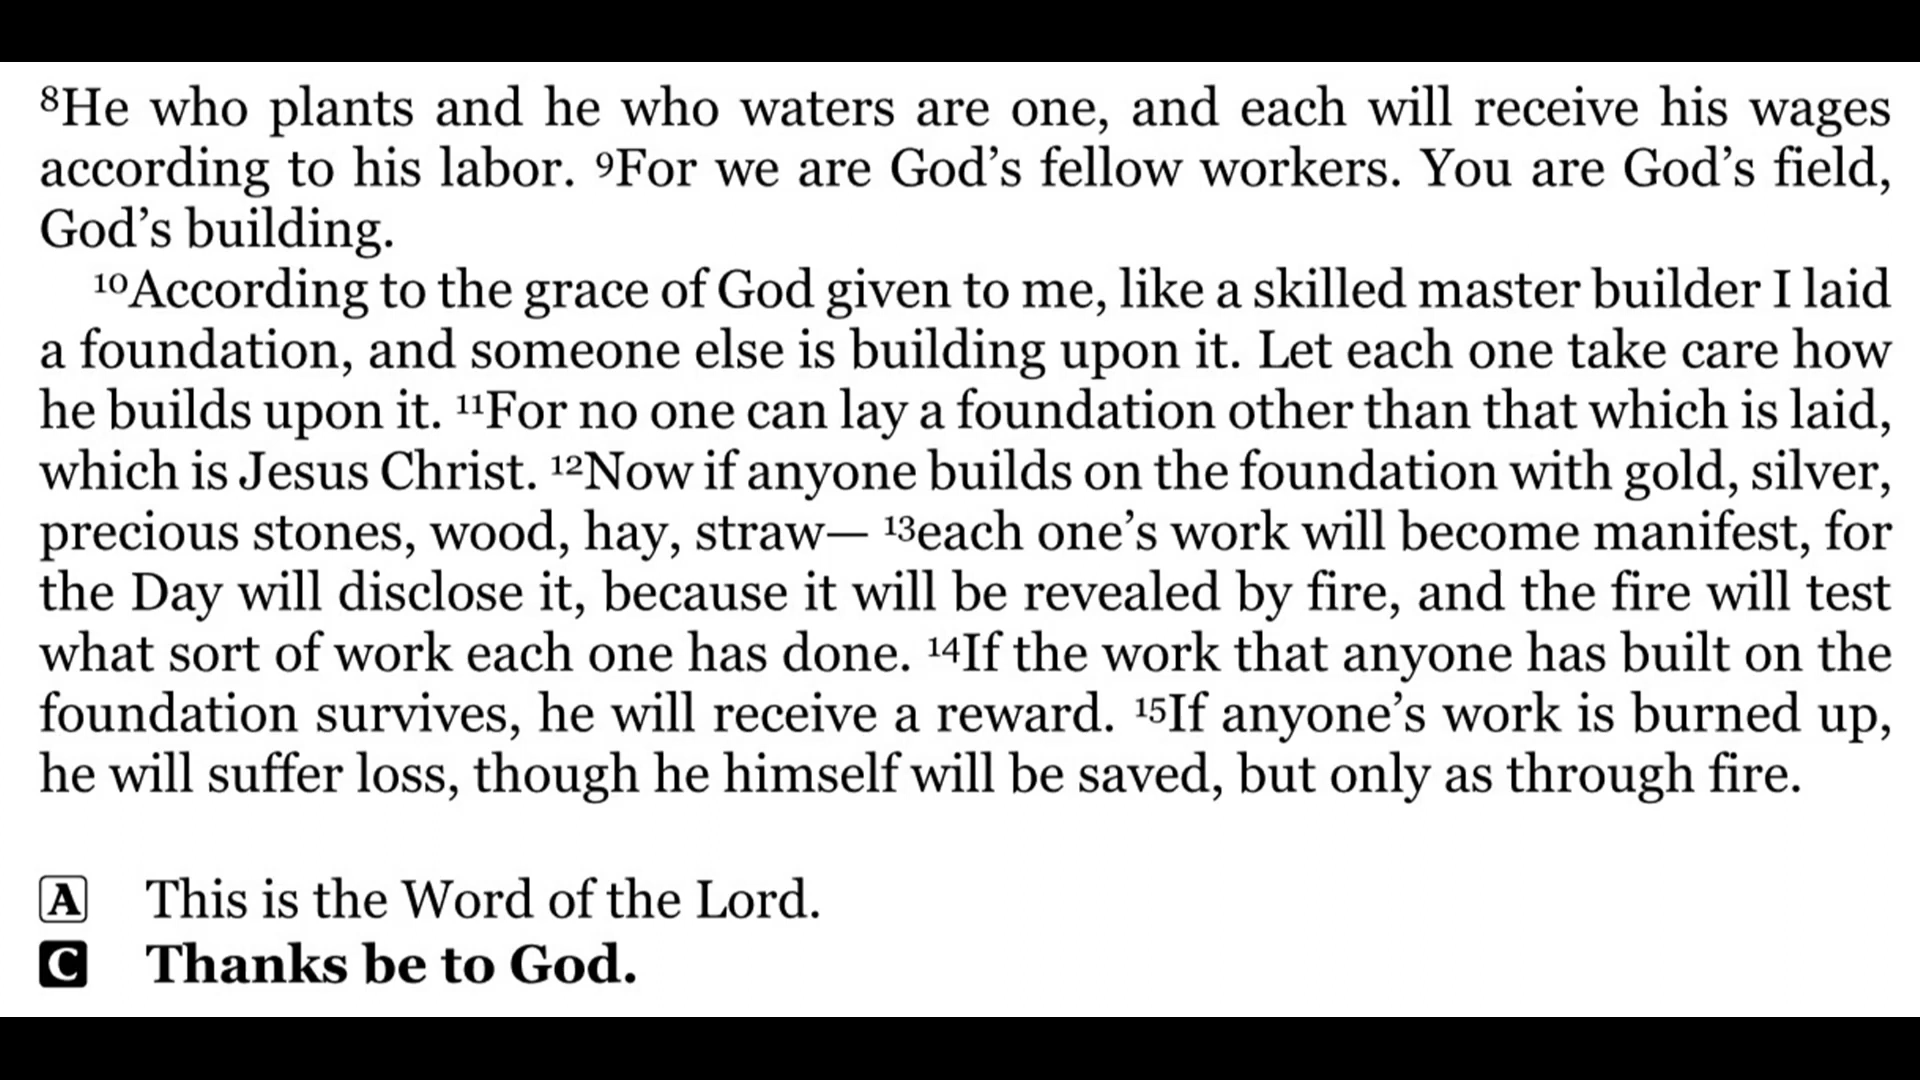 ⁸He who plants and he who waters are one, and each will receive his wages
according to his labor. ⁹For we are God’s fellow workers. You are God’s field,
God’s building.
¹⁰According to the grace of God given to me, like a skilled master builder I laid
a foundation, and someone else is building upon it. Let each one take care how
he builds upon it. ¹¹For no one can lay a foundation other than that which is laid,
which is Jesus Christ. ¹²Now if anyone builds on the foundation with gold, silver,
precious stones, wood, hay, straw— ¹³each one’s work will become manifest, for
the Day will disclose it, because it will be revealed by fire, and the fire will test
what sort of work each one has done. ¹⁴If the work that anyone has built on the
foundation survives, he will receive a reward. ¹⁵If anyone’s work is burned up,
he will suffer loss, though he himself will be saved, but only as through fire.
A This is the Word of the Lord.
C Thanks be to God.